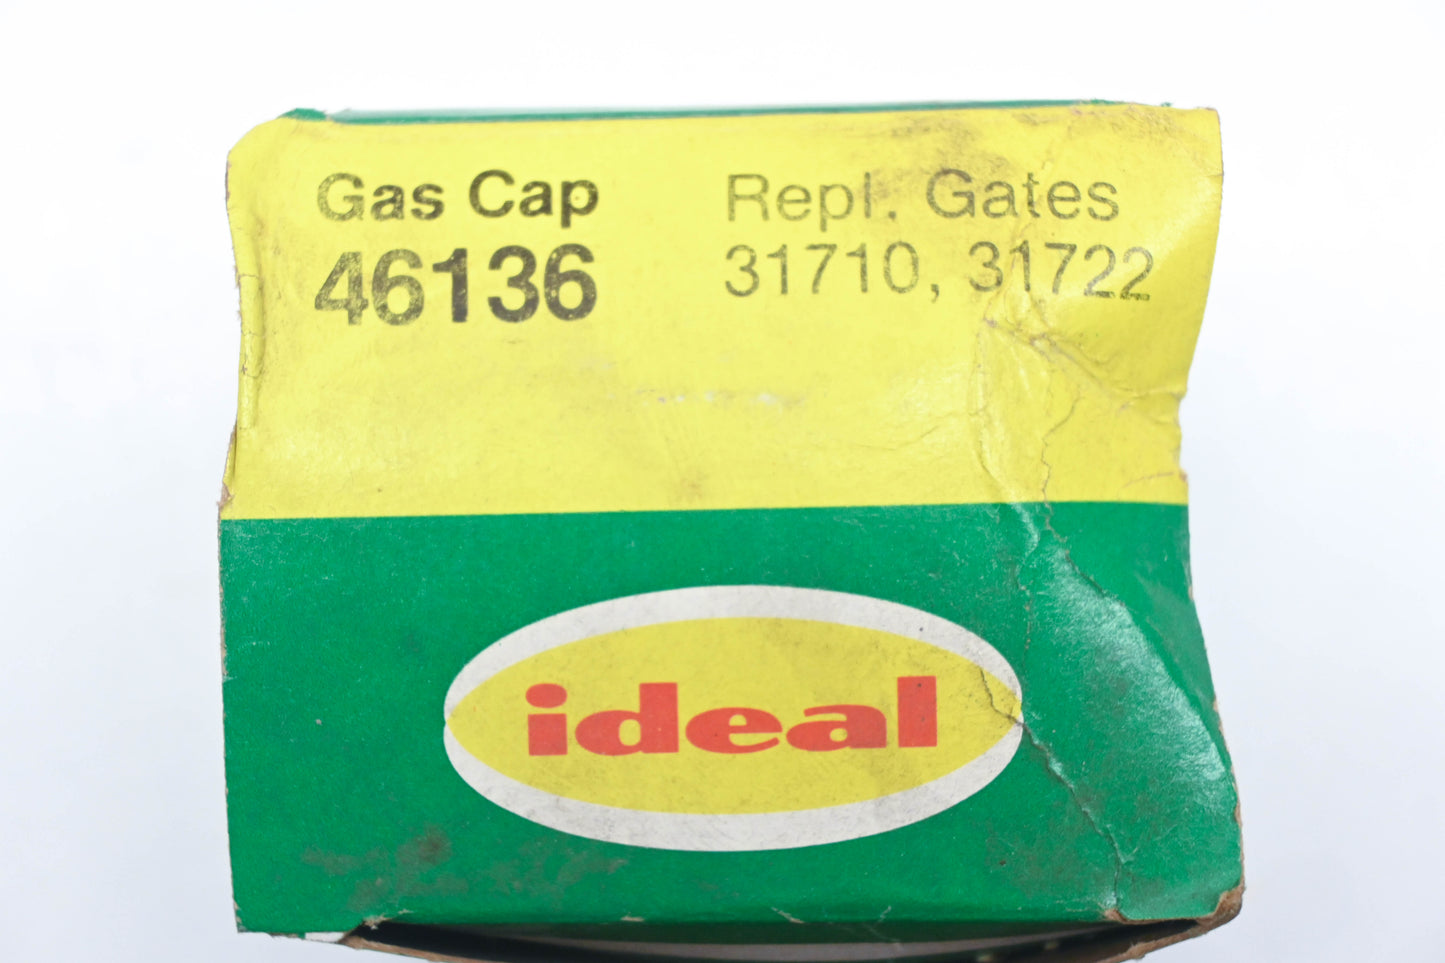 Gas Cap
46136
Repl. Gates
31710, 31722
ideal